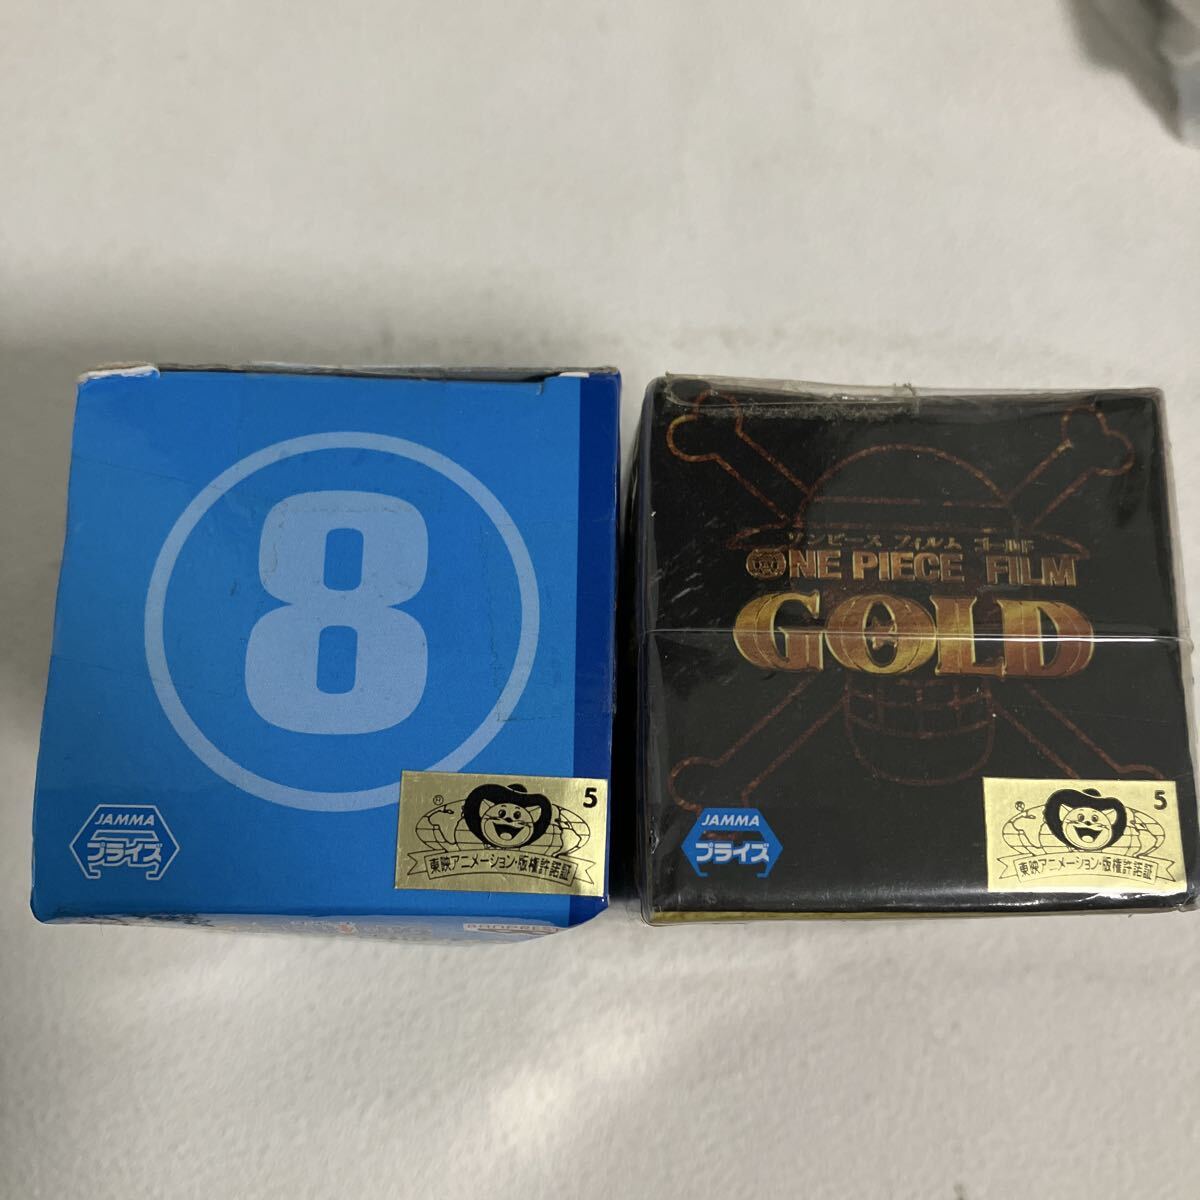 8
JAMMA
プライズ
5
東映アニメーション・版権許諾証
BANPRES
ワンピース フィルム ゴールド
ONE PIECE FILM
GOLD
JAMMA
プライズ
5
東映アニメーション・版権許諾証